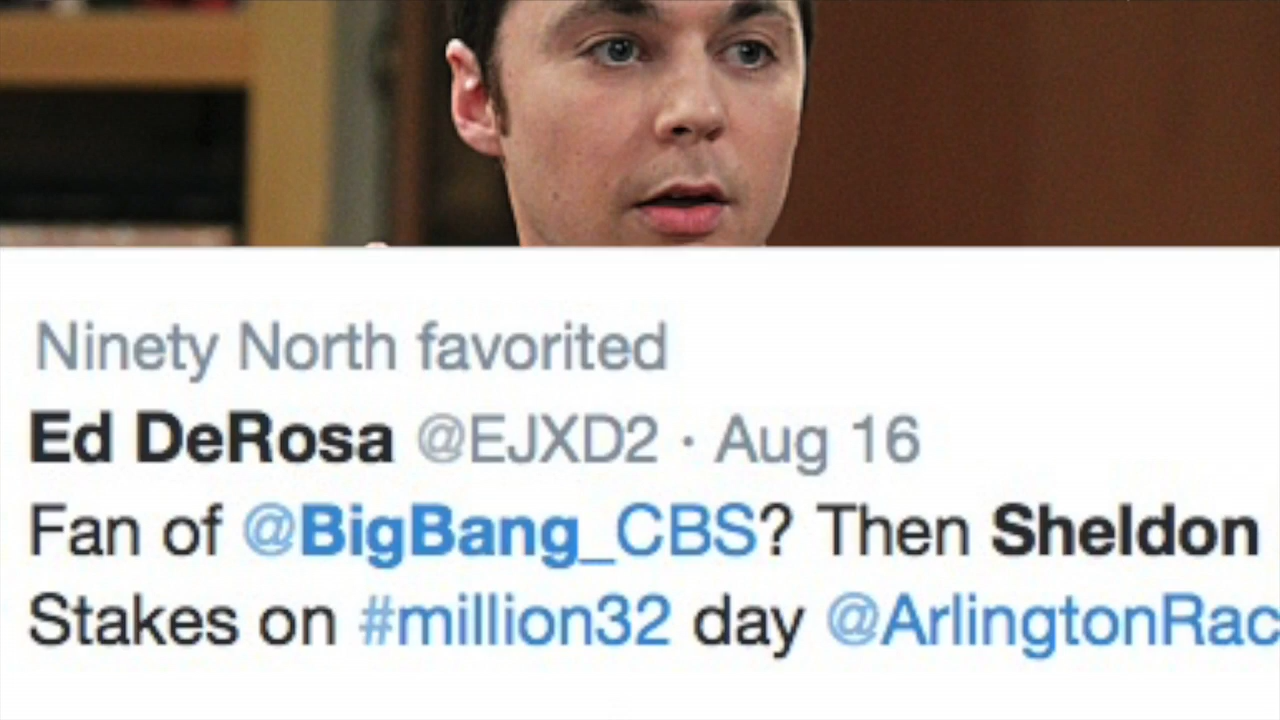 Ninety North favorited
Ed DeRosa @EJXD2 · Aug 16
Fan of @BigBang_CBS? Then Sheldon
Stakes on #million32 day @ArlingtonRac